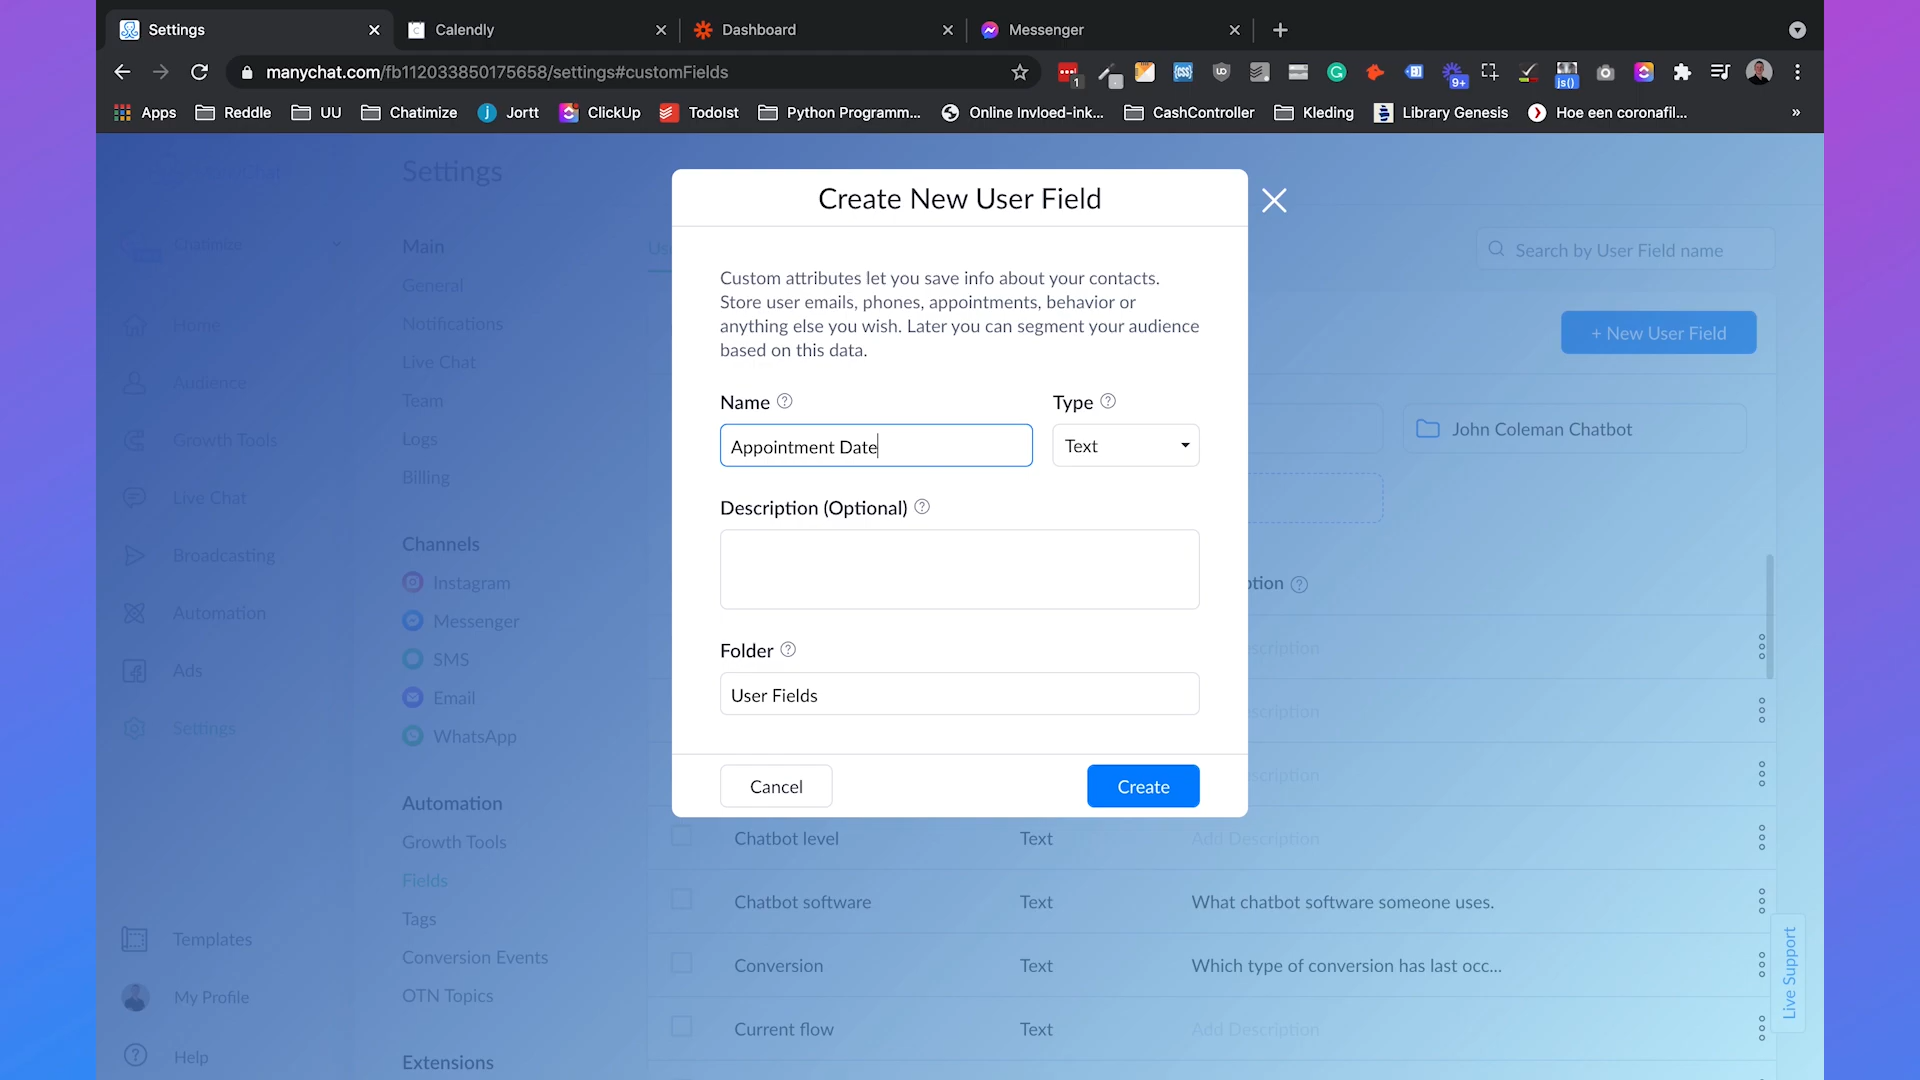 Settings
Calendly
Dashboard
Messenger
manychat.com/fb112033850175658/settings#customFields
1
9+
js()
Apps
Reddle
UU
Chatimize
Jortt
ClickUp
TodoIst
Python Programm...
Online Invloed-ink...
CashController
Kleding
Library Genesis
Hoe een coronafil...
»
Settings
Create New User Field
Chatimize
Main
Search by User Field name
General
Custom attributes let you save info about your contacts.
Store user emails, phones, appointments, behavior or
anything else you wish. Later you can segment your audience
based on this data.
Home
Notifications
+ New User Field
Live Chat
Audience
Team
Name
Type
Growth Tools
Logs
Appointment Date
Text
John Coleman Chatbot
Billing
Live Chat
Description (Optional)
Channels
Broadcasting
Instagram
ption
Automation
Messenger
Folder
SMS
Ads
Email
User Fields
Settings
WhatsApp
Cancel
Create
Automation
Growth Tools
Chatbot level
Text
Add Description
Fields
Chatbot software
Text
What chatbot software someone uses.
Tags
Templates
Conversion Events
Conversion
Text
Which type of conversion has last occ...
My Profile
OTN Topics
Current flow
Text
Add Description
Help
Extensions
Live Support